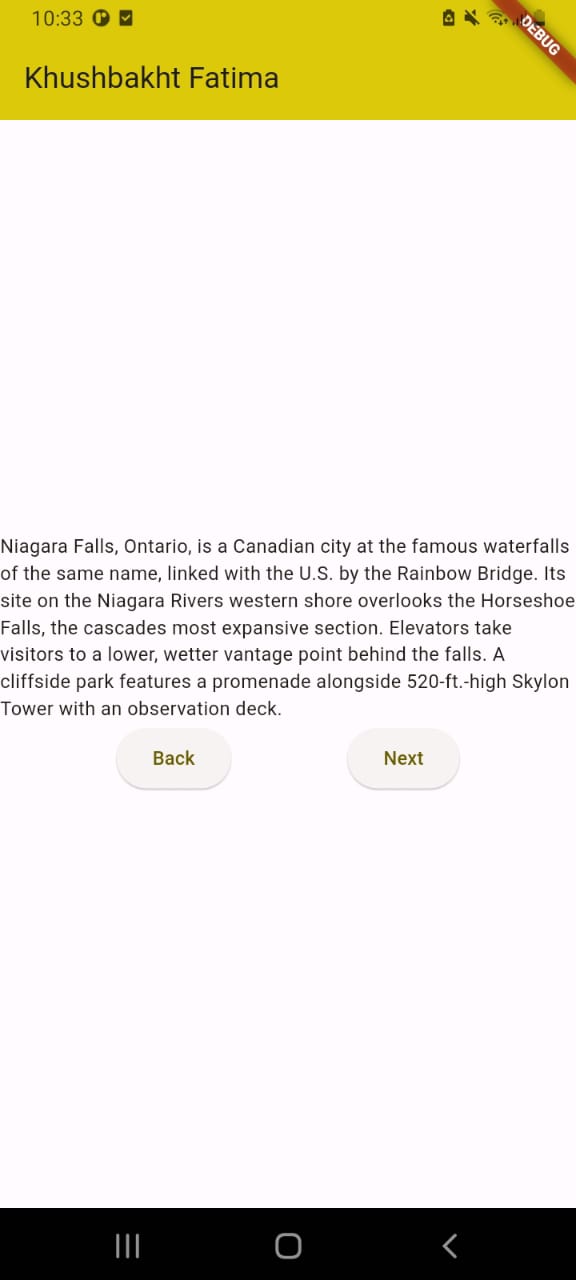 10:33
DEBUG
Khushbakht Fatima
Niagara Falls, Ontario, is a Canadian city at the famous waterfalls
of the same name, linked with the U.S. by the Rainbow Bridge. Its
site on the Niagara Rivers western shore overlooks the Horseshoe
Falls, the cascades most expansive section. Elevators take
visitors to a lower, wetter vantage point behind the falls. A
cliffside park features a promenade alongside 520-ft.-high Skylon
Tower with an observation deck.
Back
Next